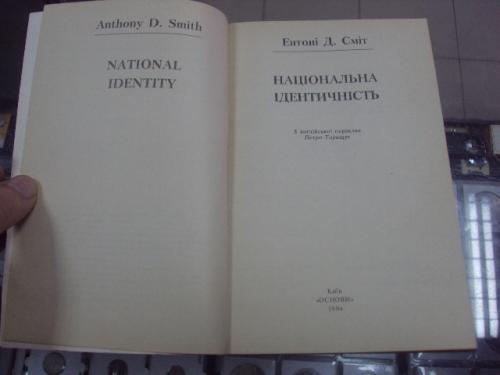 Anthony D. Smith
NATIONAL
IDENTITY
Ентоні Д. Сміт
НАЦІОНАЛЬНА
ІДЕНТИЧНІСТЬ
З англійської переклав
Петро Таращук
Київ
«ОСНОВИ»
1994